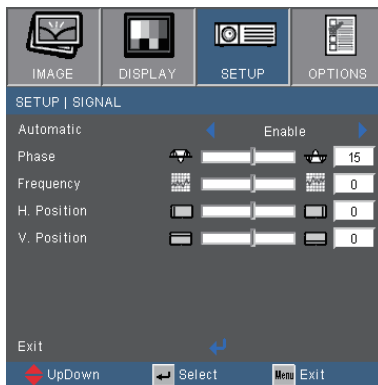 IMAGE DISPLAY SETUP OPTIONS
SETUP | SIGNAL
Automatic Enable
Phase 15
Frequency 0
H. Position 0
V. Position 0
Exit
UpDown Select Menu Exit